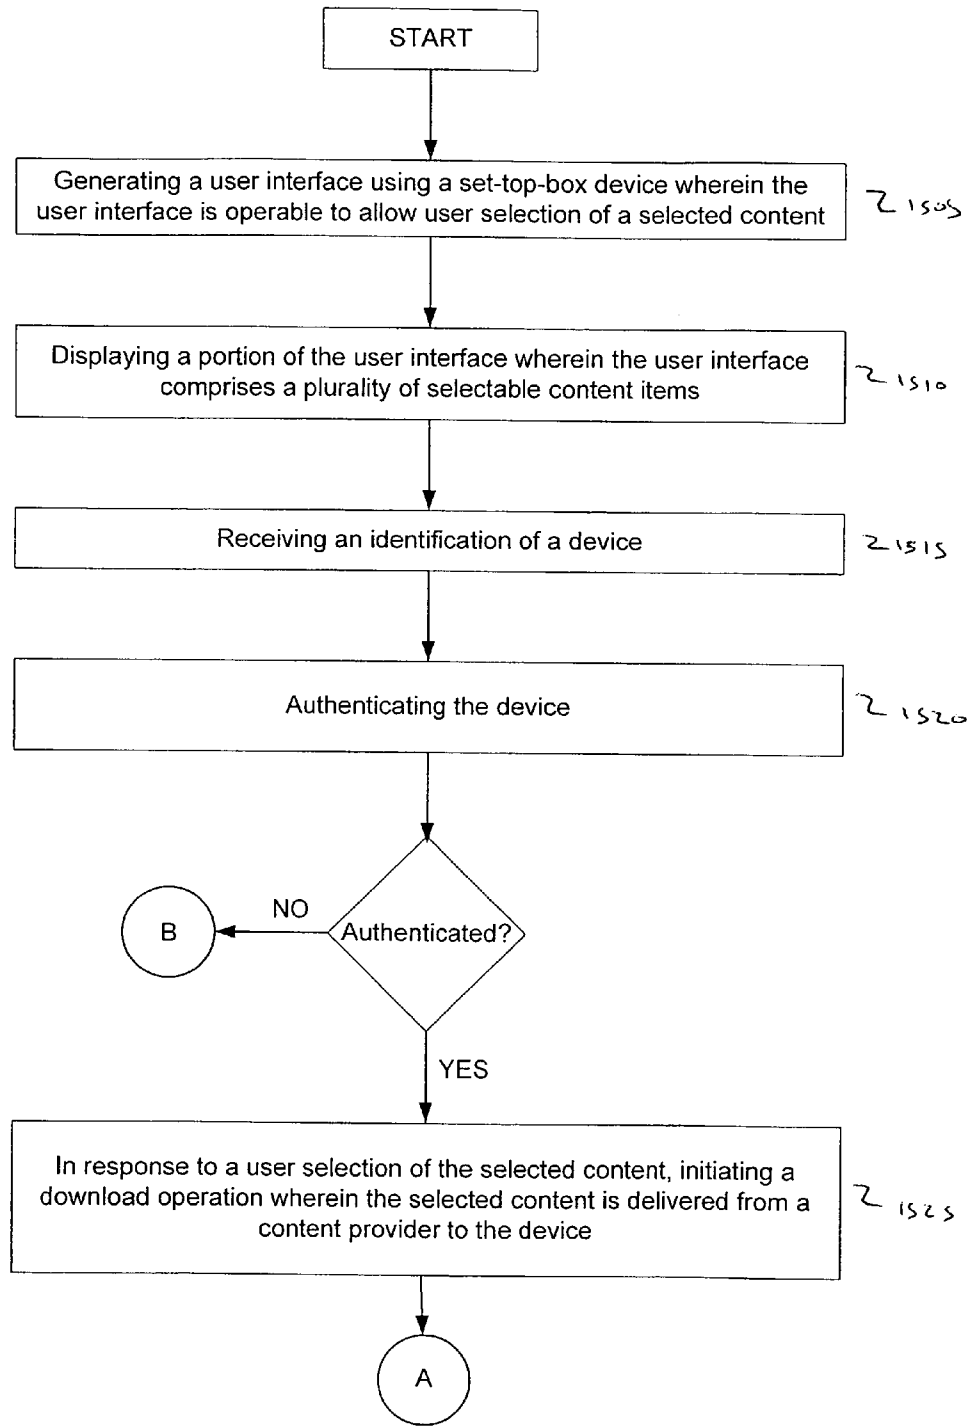 START
Generating a user interface using a set-top-box device wherein the
user interface is operable to allow user selection of a selected content
1505
Displaying a portion of the user interface wherein the user interface
comprises a plurality of selectable content items
1510
Receiving an identification of a device
1515
Authenticating the device
1520
Authenticated?
NO
B
YES
In response to a user selection of the selected content, initiating a
download operation wherein the selected content is delivered from a
content provider to the device
1525
A